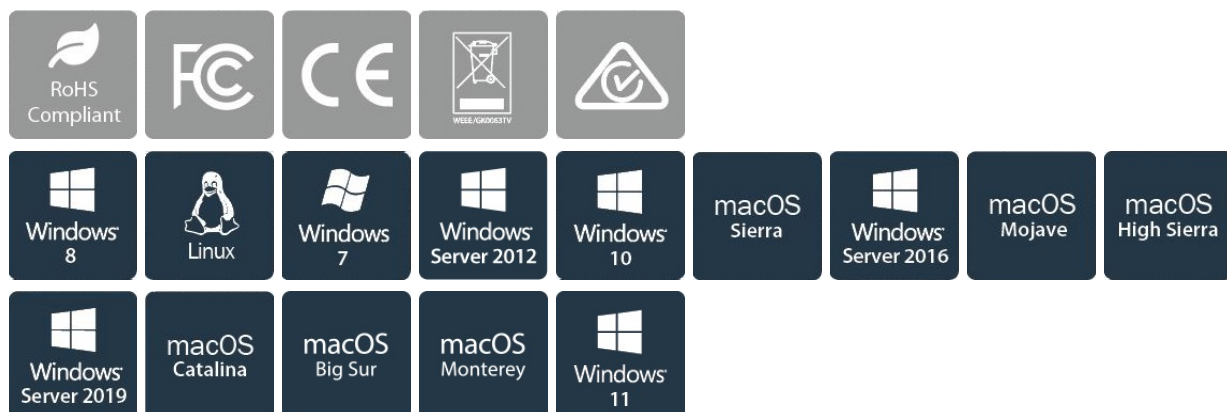 RoHS
Compliant
FC
CE
WEEE/GK0063TV
Windows
8
Linux
Windows
7
Windows
Server 2012
Windows
10
macOS
Sierra
Windows
Server 2016
macOS
Mojave
macOS
High Sierra
Windows
Server 2019
macOS
Catalina
macOS
Big Sur
macOS
Monterey
Windows
11